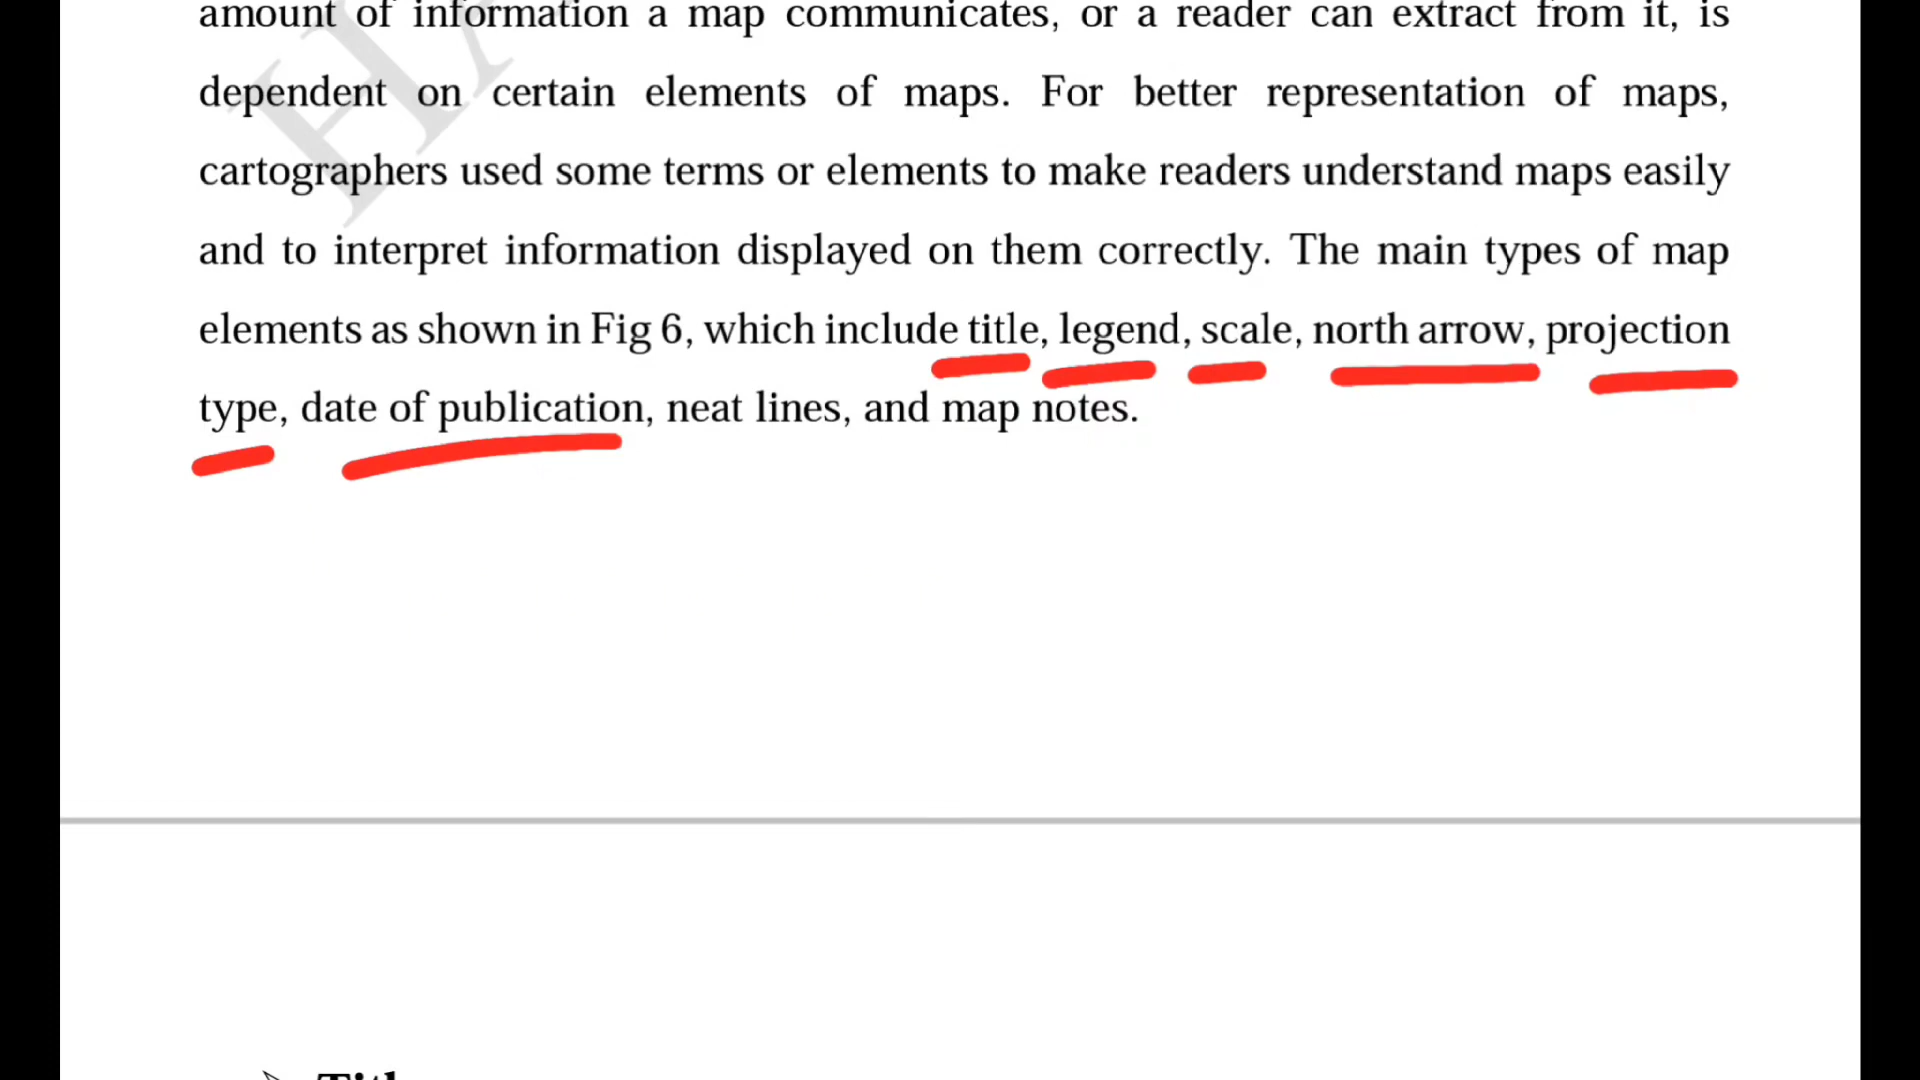 amount of information a map communicates, or a reader can extract from it, is
dependent on certain elements of maps. For better representation of maps,
cartographers used some terms or elements to make readers understand maps easily
and to interpret information displayed on them correctly. The main types of map
elements as shown in Fig 6, which include title, legend, scale, north arrow, projection
type, date of publication, neat lines, and map notes.